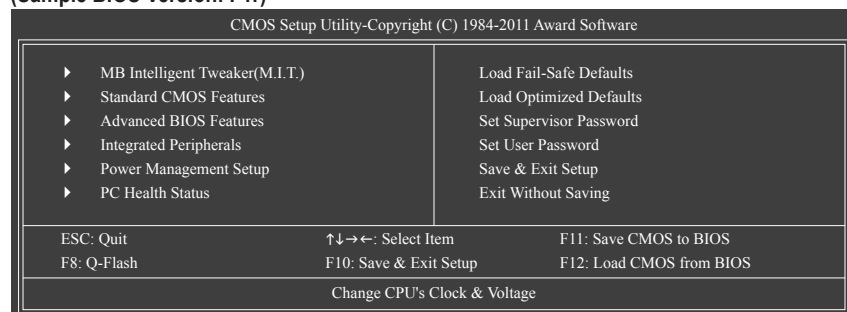 (Sample BIOS Version:
CMOS Setup Utility-Copyright (C) 1984-2011 Award Software
MB Intelligent Tweaker(M.I.T.)
Standard CMOS Features
Advanced BIOS Features
Integrated Peripherals
Power Management Setup
PC Health Status
Load Fail-Safe Defaults
Load Optimized Defaults
Set Supervisor Password
Set User Password
Save & Exit Setup
Exit Without Saving
ESC: Quit ↑↓→←: Select Item F11: Save CMOS to BIOS
F8: Q-Flash F10: Save & Exit Setup F12: Load CMOS from BIOS
Change CPU's Clock & Voltage